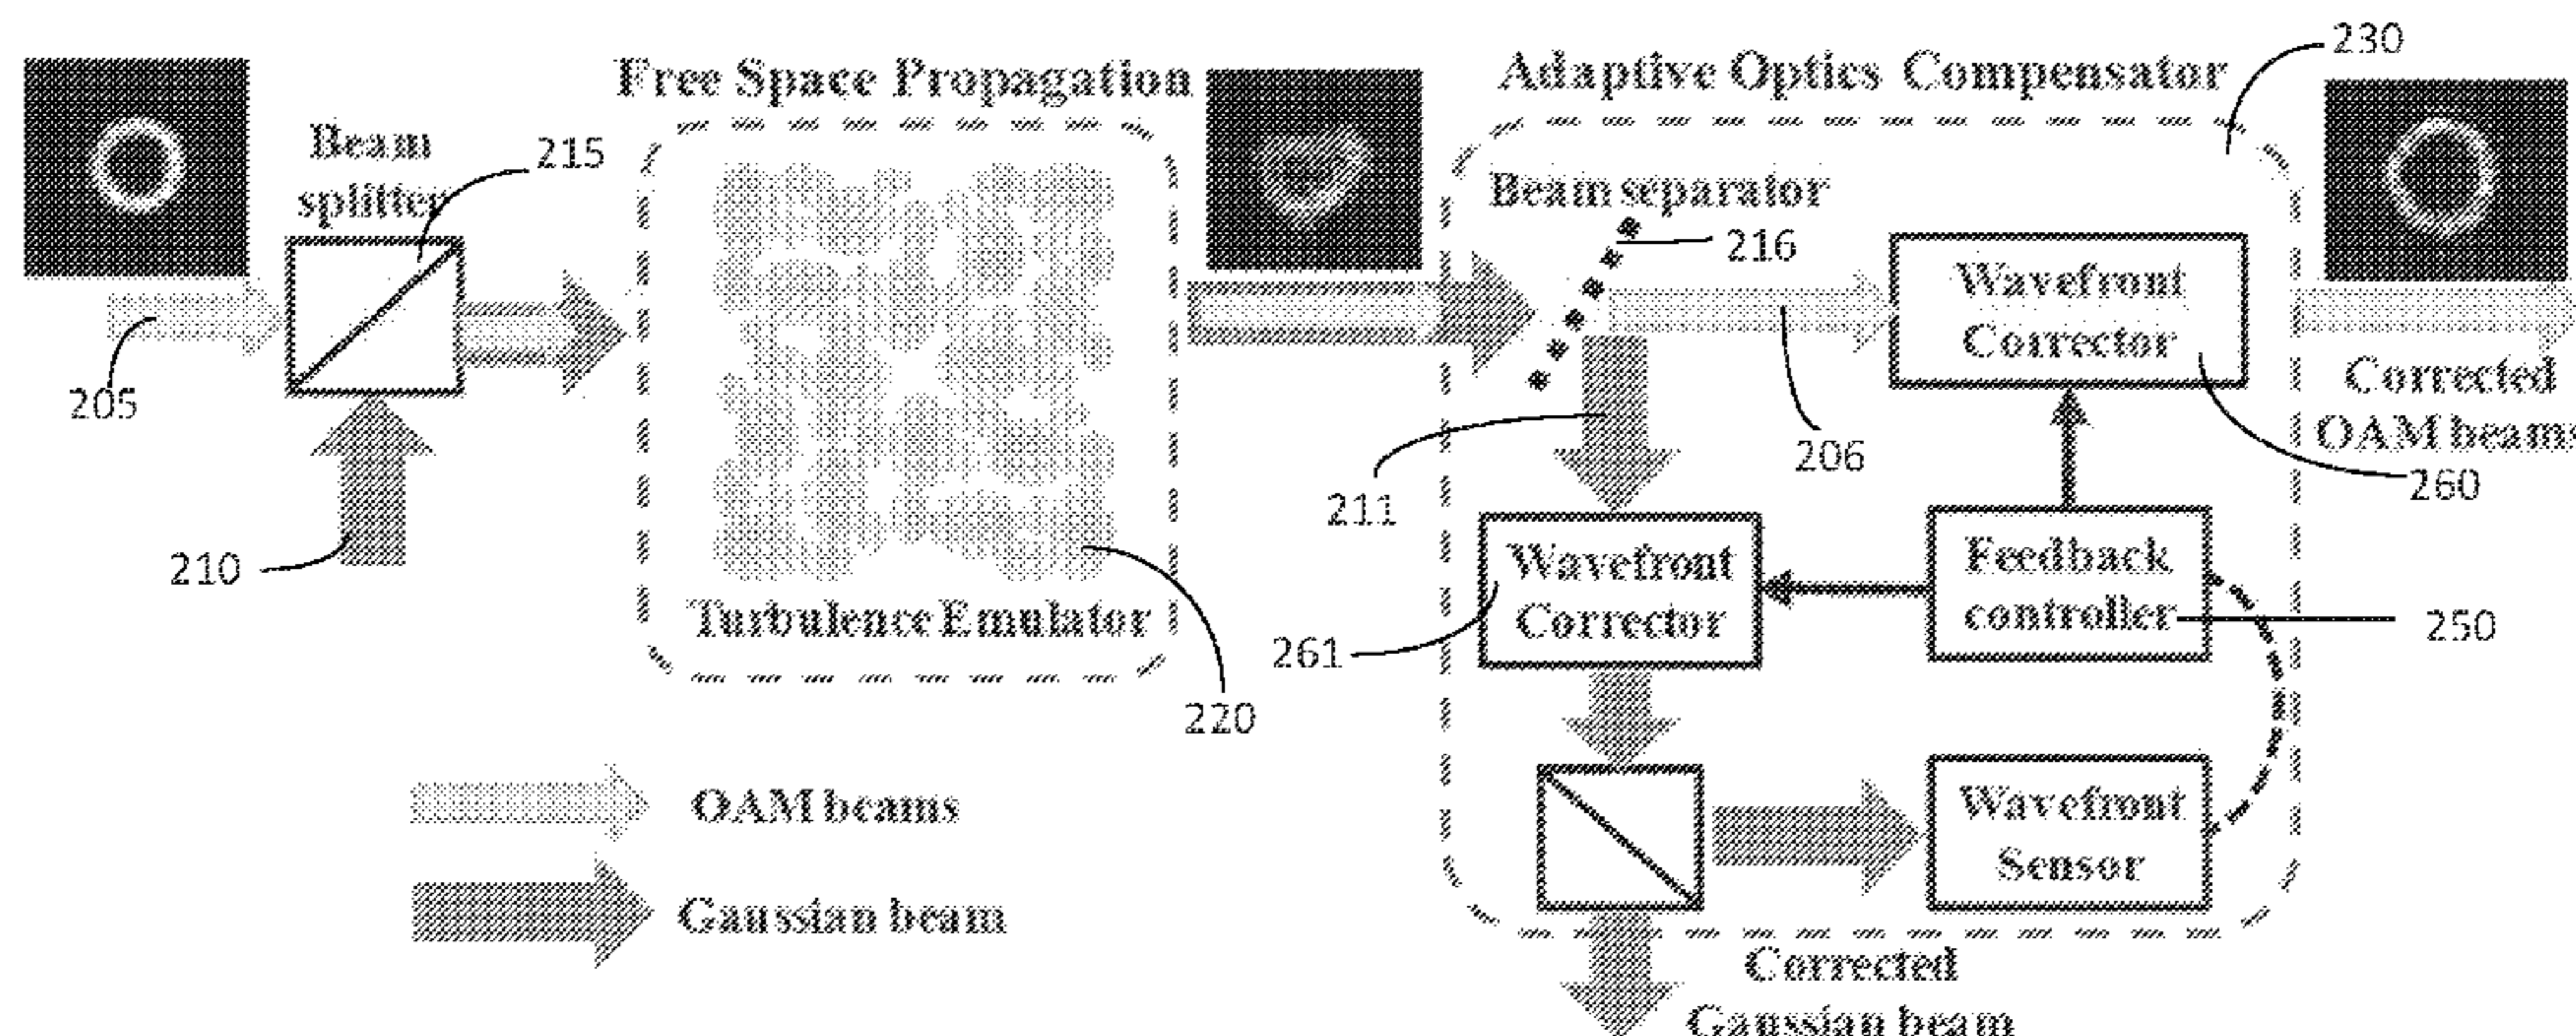 Free Space Propagation
Adaptive Optics Compensator
230
Beam
splitter
215
Beam separator
216
Wavefront
Corrector
205
206
Corrected
OAM beams
260
210
211
Wavefront
Corrector
Feedback
controller
250
Turbulence Emulator
261
220
OAM beams
Wavefront
Sensor
Gaussian beam
Corrected
Gaussian beam